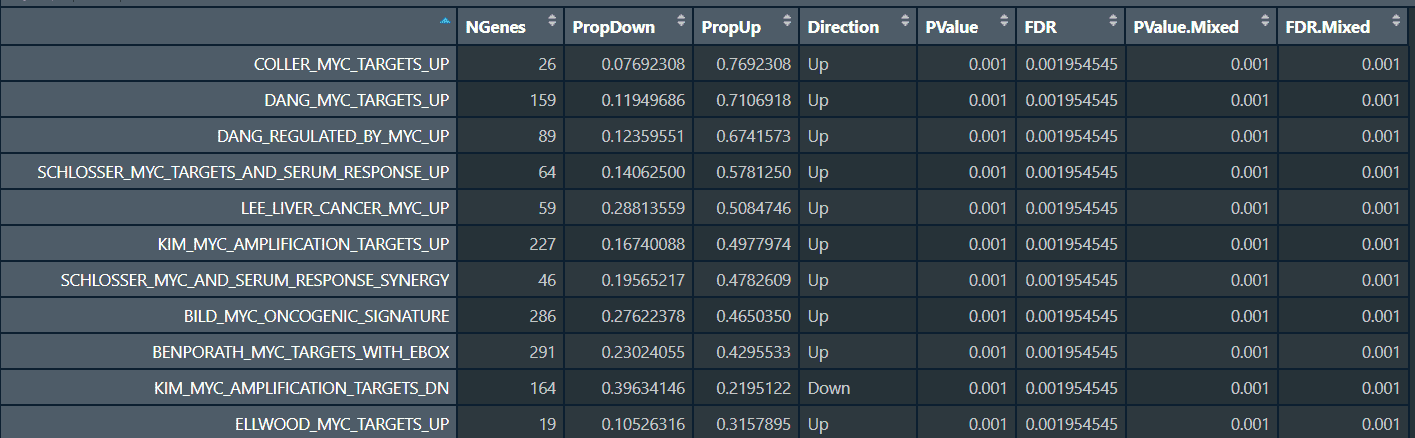 NGenes PropDown PropUp Direction PValue FDR PValue.Mixed FDR.Mixed
COLLER_MYC_TARGETS_UP 26 0.07692308 0.7692308 Up 0.001 0.001954545 0.001 0.001
DANG_MYC_TARGETS_UP 159 0.11949686 0.7106918 Up 0.001 0.001954545 0.001 0.001
DANG_REGULATED_BY_MYC_UP 89 0.12359551 0.6741573 Up 0.001 0.001954545 0.001 0.001
SCHLOSSER_MYC_TARGETS_AND_SERUM_RESPONSE_UP 64 0.14062500 0.5781250 Up 0.001 0.001954545 0.001 0.001
LEE_LIVER_CANCER_MYC_UP 59 0.28813559 0.5084746 Up 0.001 0.001954545 0.001 0.001
KIM_MYC_AMPLIFICATION_TARGETS_UP 227 0.16740088 0.4977974 Up 0.001 0.001954545 0.001 0.001
SCHLOSSER_MYC_AND_SERUM_RESPONSE_SYNERGY 46 0.19565217 0.4782609 Up 0.001 0.001954545 0.001 0.001
BILD_MYC_ONCOGENIC_SIGNATURE 286 0.27622378 0.4650350 Up 0.001 0.001954545 0.001 0.001
BENPORATH_MYC_TARGETS_WITH_EBOX 291 0.23024055 0.4295533 Up 0.001 0.001954545 0.001 0.001
KIM_MYC_AMPLIFICATION_TARGETS_DN 164 0.39634146 0.2195122 Down 0.001 0.001954545 0.001 0.001
ELLWOOD_MYC_TARGETS_UP 19 0.10526316 0.3157895 Up 0.001 0.001954545 0.001 0.001